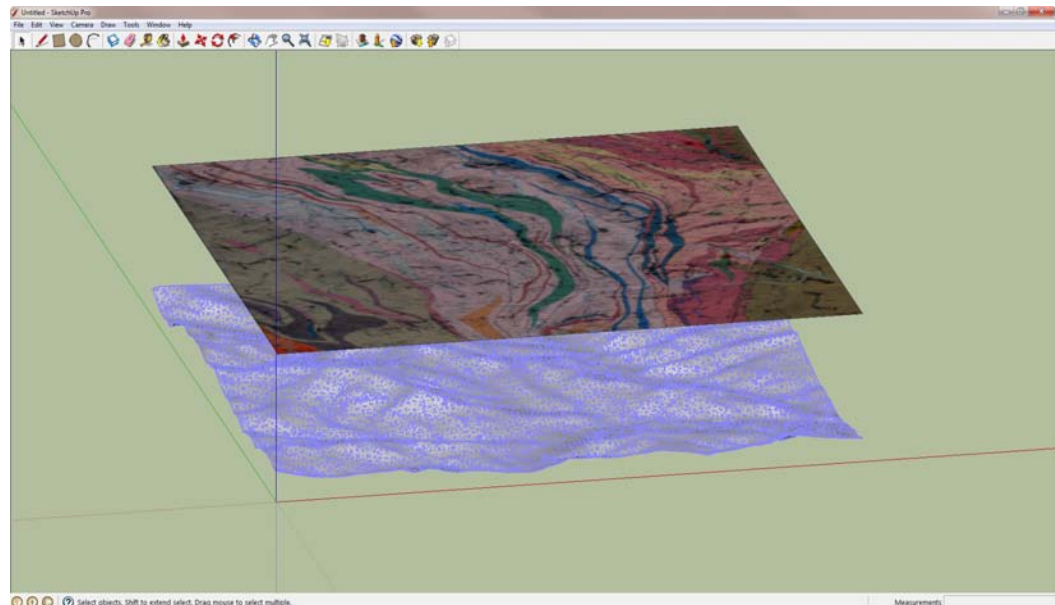 Untitled - SketchUp Pro
File Edit View Camera Draw Tools Window Help
Select objects. Shift to extend select. Drag mouse to select multiple.
Measurements